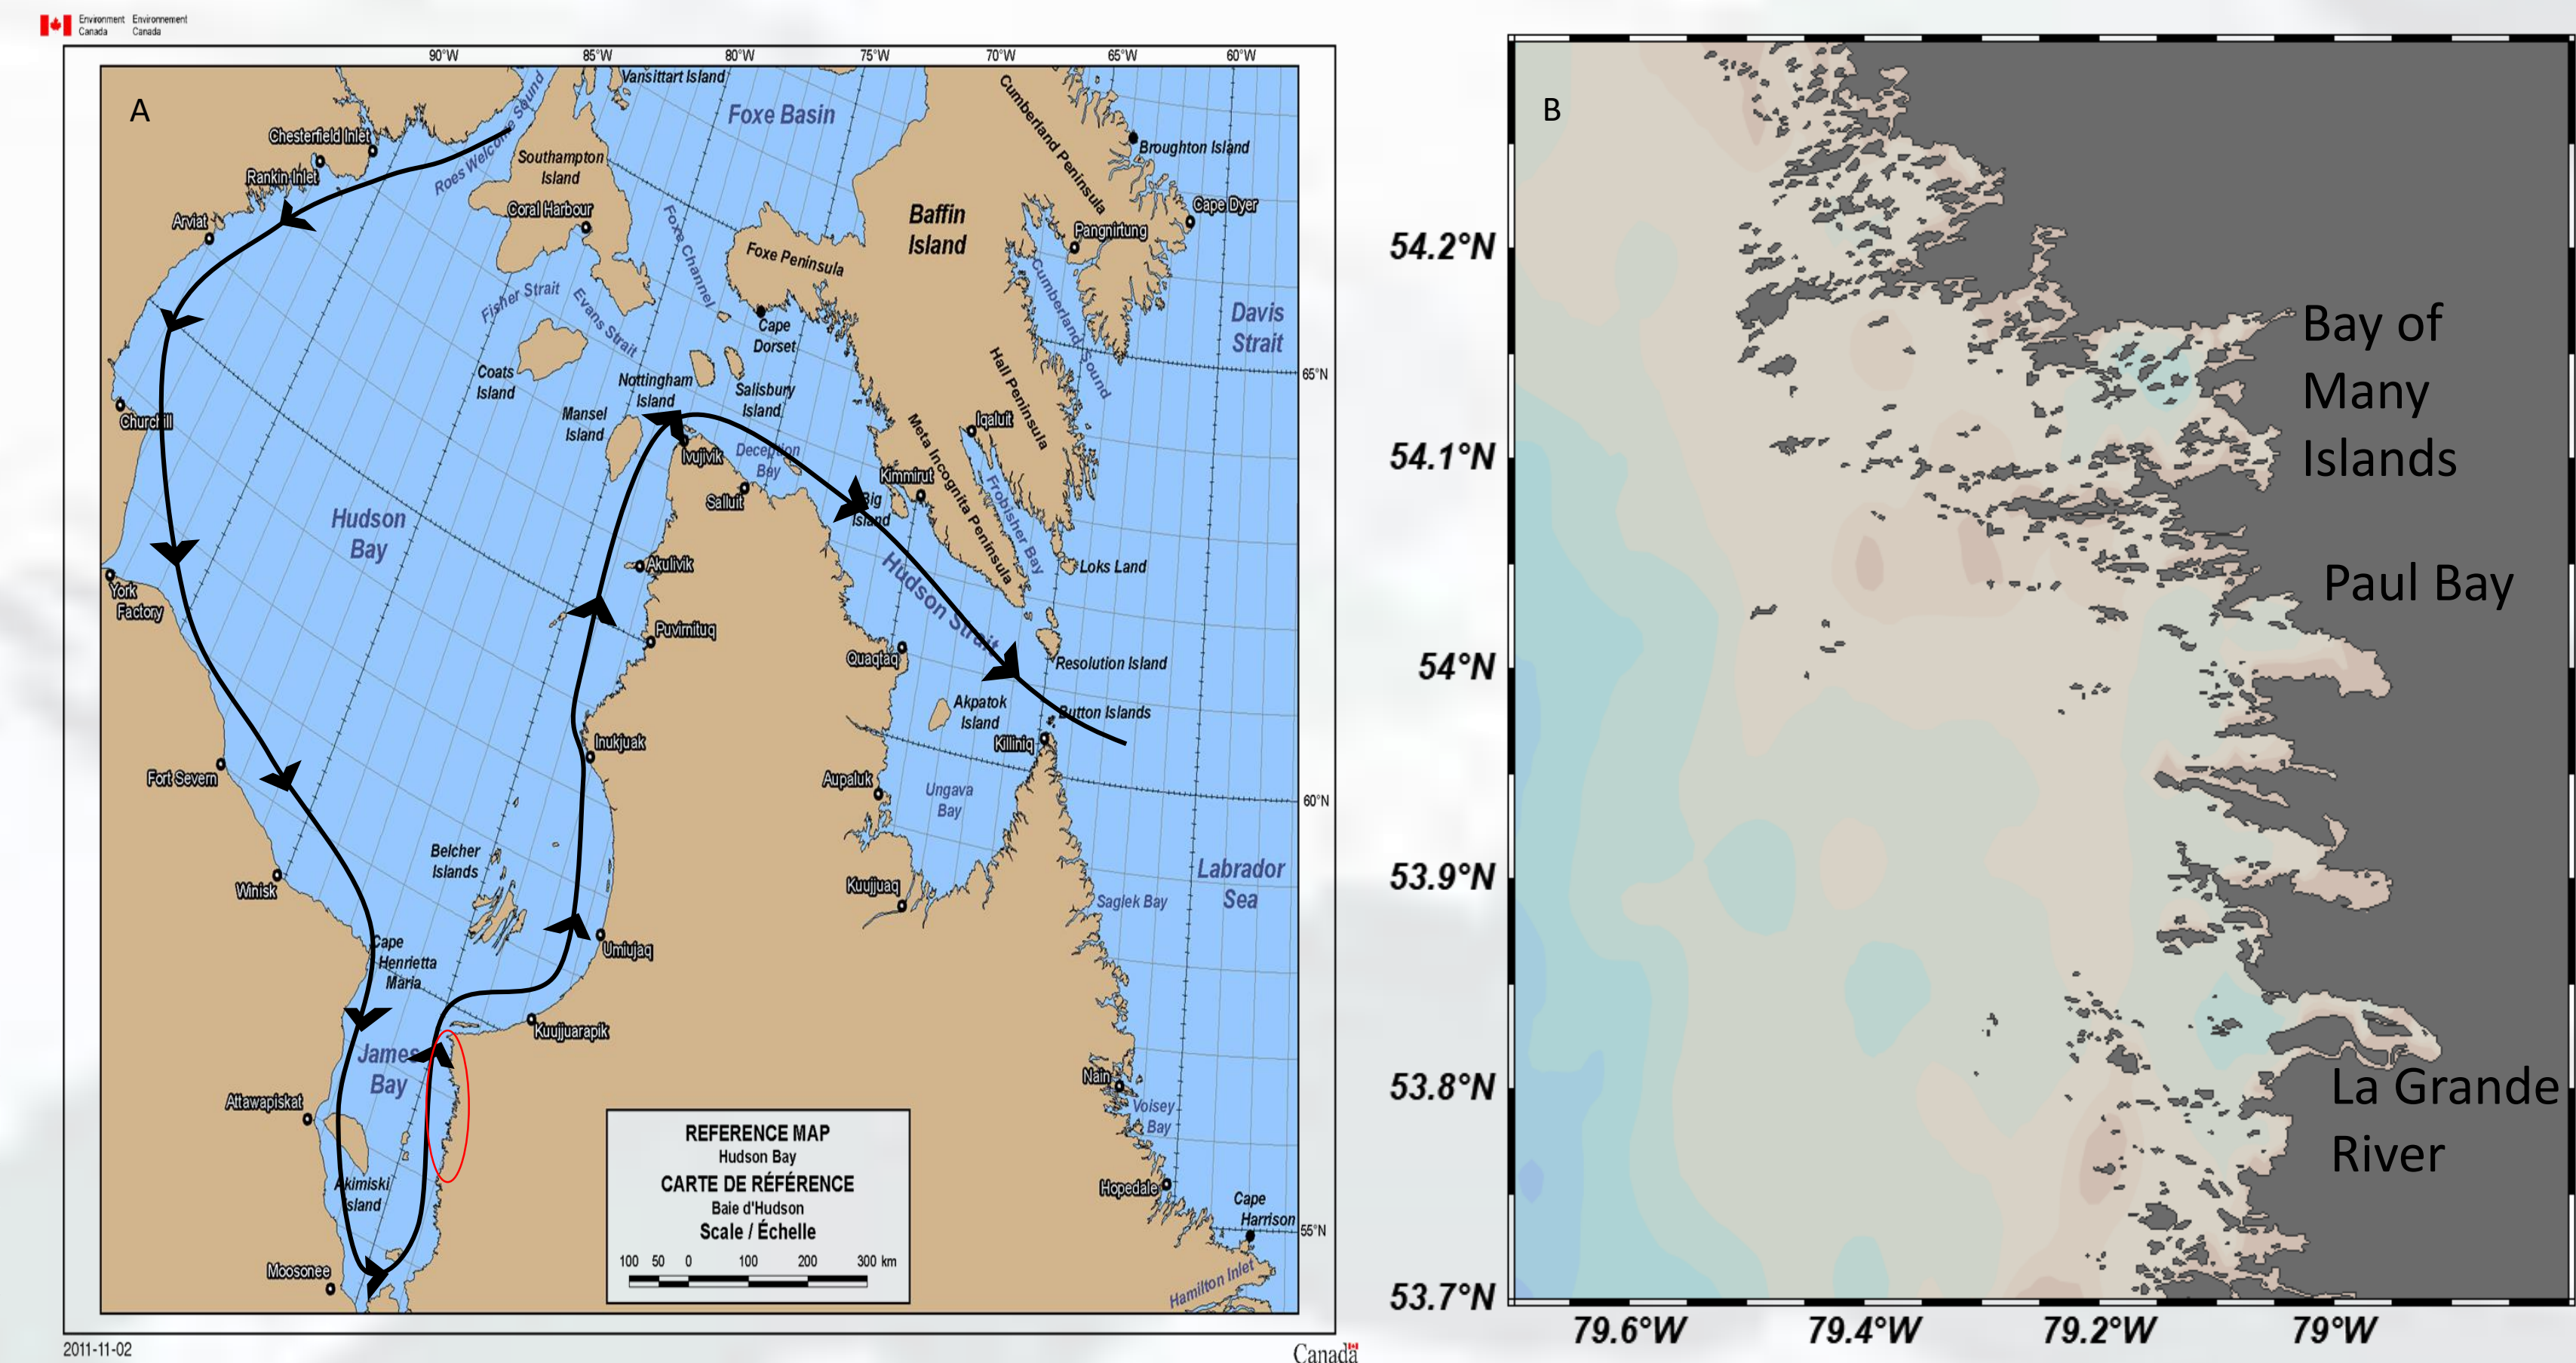 Environment Environnement
Canada Canada
A
90°W 85°W 80°W 75°W 70°W 65°W 60°W
Vansittart Island
Foxe Basin
Roes Welcome Sound
Chesterfield Inlet
Rankin Inlet
Arviat
Southampton
Island
Coral Harbour
Foxe Channel
Foxe Peninsula
Baffin
Island
Cumberland Peninsula
Broughton Island
Cape Dyer
Pangnirtung
Cumberland Sound
Davis
Strait
Fisher Strait
Evans Strait
Cape
Dorset
Coats
Island
Nottingham
Island
Salisbury
Island
Mansel
Island
Hall Peninsula
65°N
Churchill
Ivujivik
Deception
Bay
Salluit
Iqaluit
Meta Incognita Peninsula
Kimmirut
Big
Island
Frobisher Bay
Hudson
Bay
Hudson Strait
Loks Land
Akulivik
York
Factory
Puvirnituq
Quaqtaq
Resolution Island
Akpatok
Island
Button Islands
Killiniq
Inukjuak
Fort Severn
Aupaluk
Ungava
Bay
60°N
Belcher
Islands
Winisk
Kuujjuaq
Labrador
Sea
Saglek Bay
Cape
Henrietta
Maria
Umiujaq
Kuujjuarapik
James
Bay
Attawapiskat
Nain
Voisey
Bay
Akimiski
Island
Hopedale
Cape
Harrison
55°N
Moosonee
Hamilton Inlet
REFERENCE MAP
Hudson Bay
CARTE DE RÉFÉRENCE
Baie d'Hudson
Scale / Échelle
100 50 0 100 200 300 km
2011-11-02
Canada
B
54.2°N
54.1°N
54°N
53.9°N
53.8°N
53.7°N
Bay of
Many
Islands
Paul Bay
La Grande
River
79.6°W 79.4°W 79.2°W 79°W